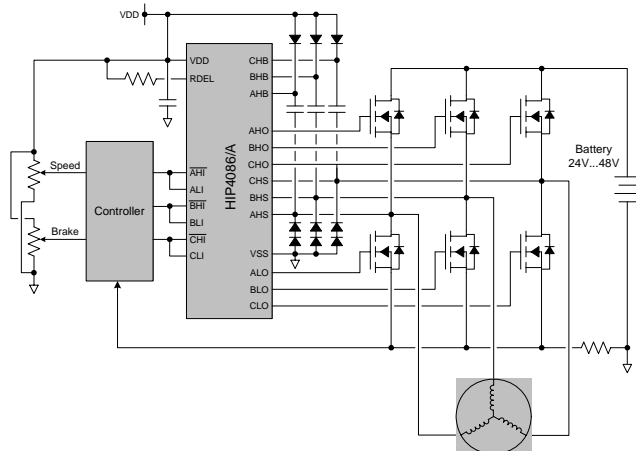 VDD
VDD
RDEL
CHB
BHB
AHB
AHO
BHO
CHO
CHS
BHS
AHS
VSS
ALO
BLO
CLO
HIP4086/A
AHI
ALI
BHI
BLI
CHI
CLI
Speed
Brake
Controller
Battery
24V...48V